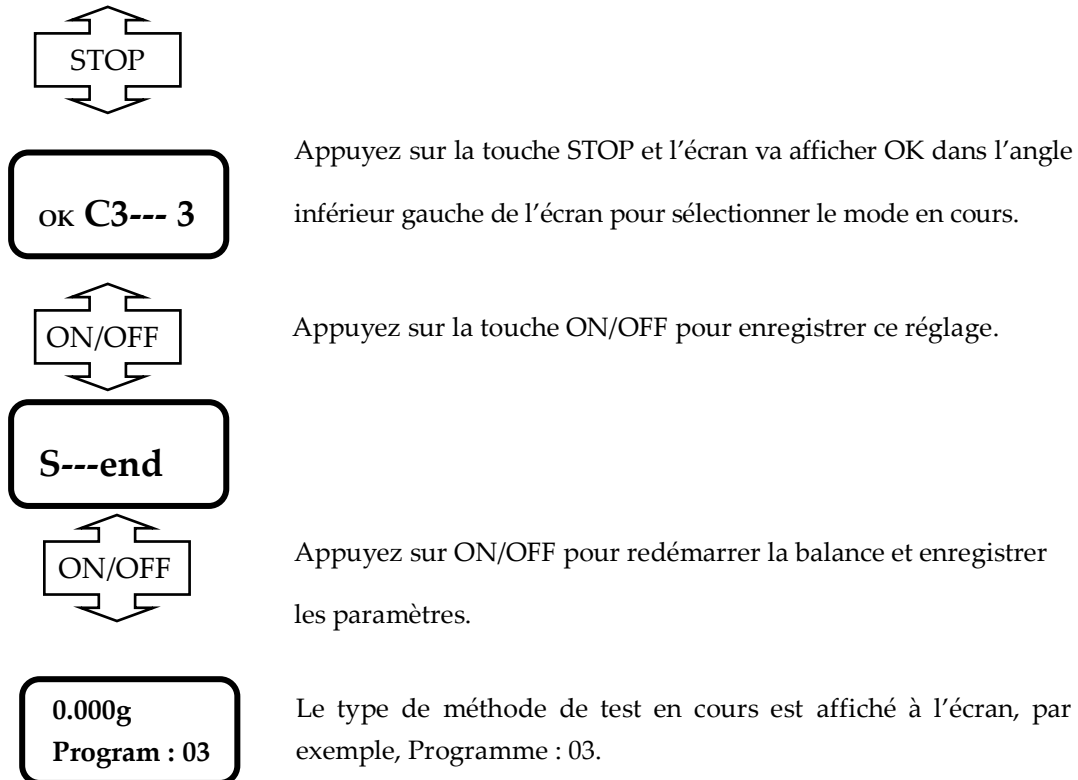 STOP
Appuyez sur la touche STOP et l’écran va afficher OK dans l’angle
inférieur gauche de l’écran pour sélectionner le mode en cours.
OK C3--- 3
ON/OFF
Appuyez sur la touche ON/OFF pour enregistrer ce réglage.
S---end
ON/OFF
Appuyez sur ON/OFF pour redémarrer la balance et enregistrer
les paramètres.
0.000g
Program : 03
Le type de méthode de test en cours est affiché à l’écran, par
exemple, Programme : 03.